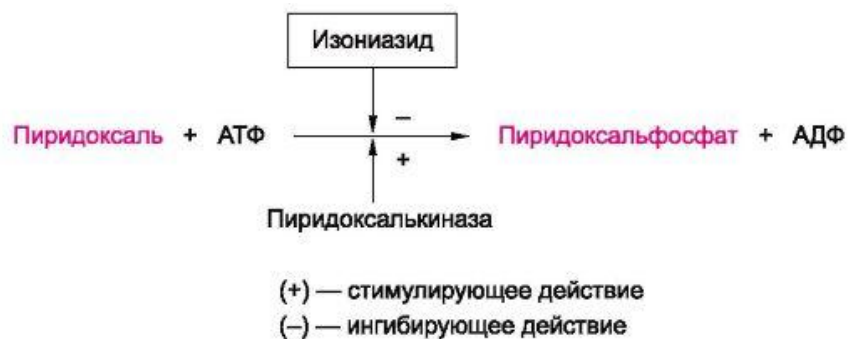 Изониазид
–
Пиридоксаль + АТФ Пиридоксальфосфат + АДФ
+
Пиридоксалькиназа
(+) — стимулирующее действие
(–) — ингибирующее действие